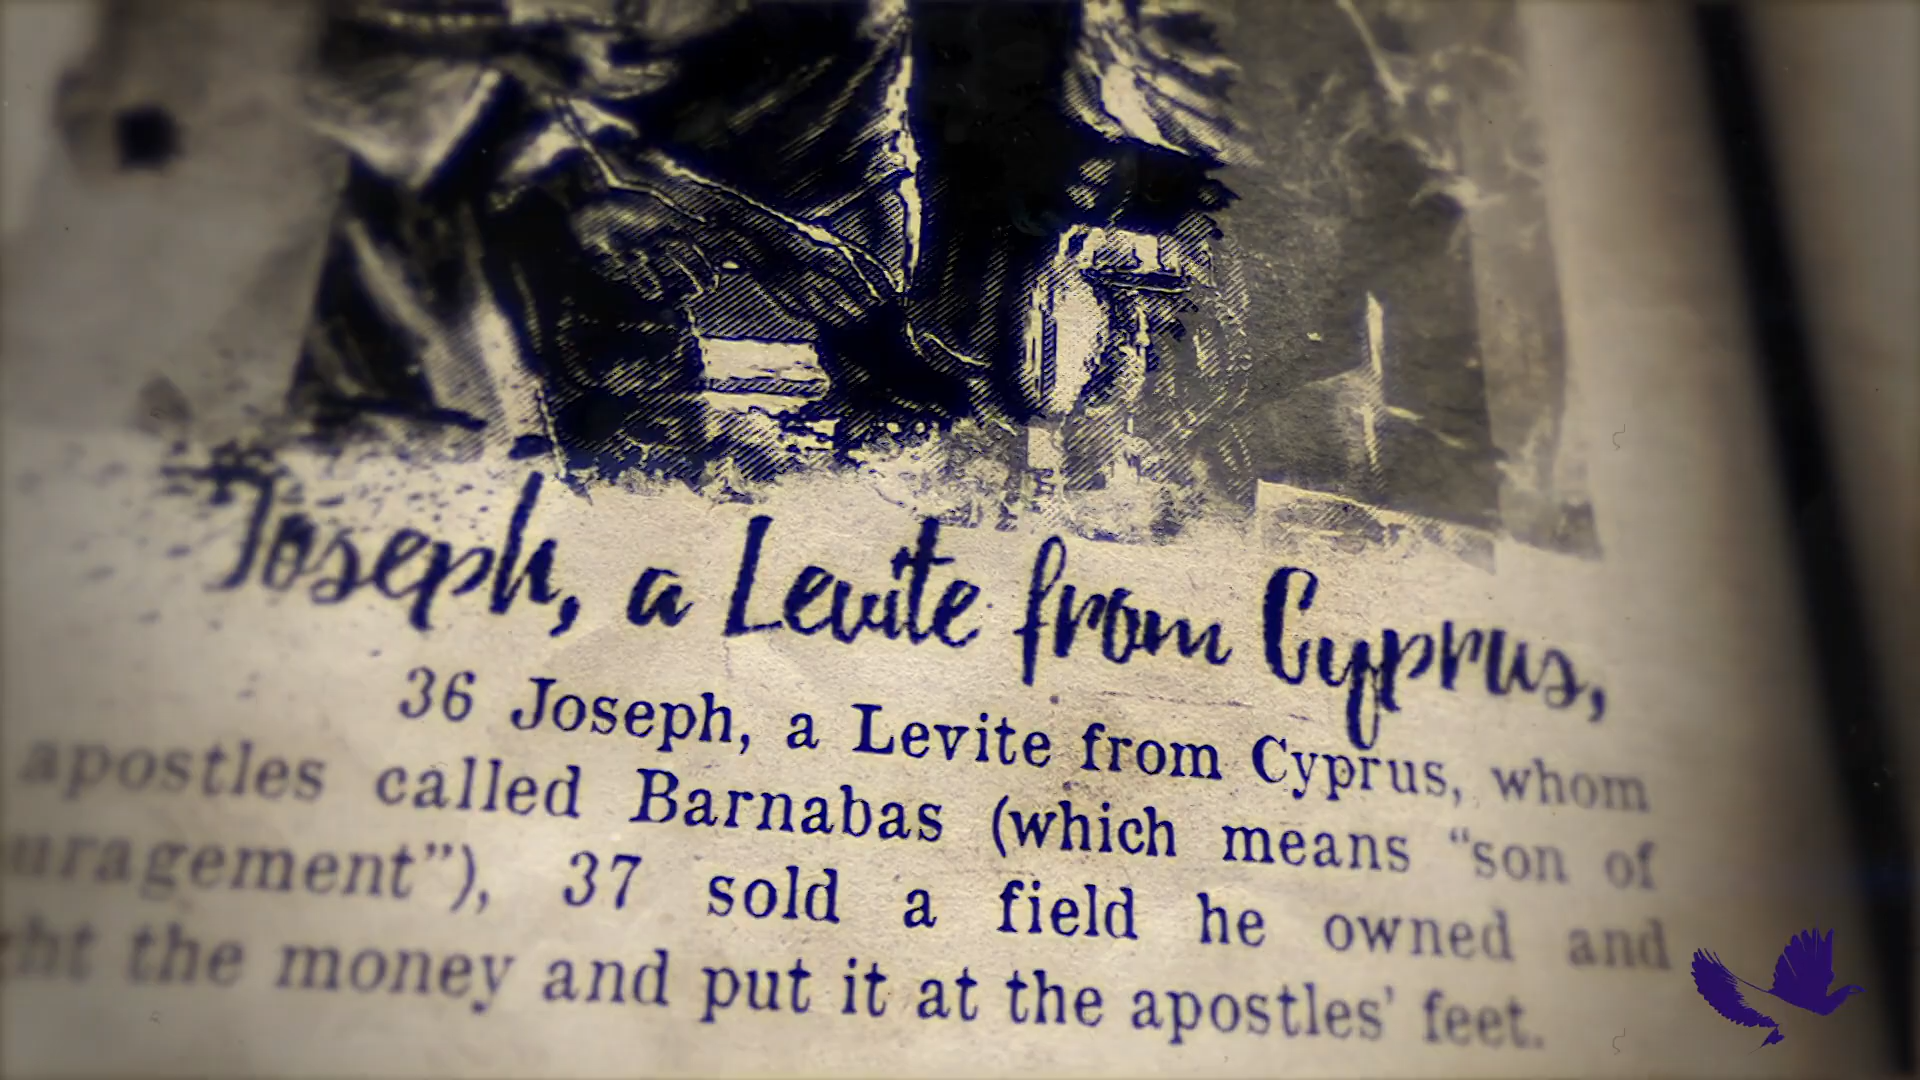 Joseph, a Levite from Cyprus,
36 Joseph, a Levite from Cyprus, whom
apostles called Barnabas (which means “son of
uragement”), 37 sold a field he owned and
ht the money and put it at the apostles’ feet.